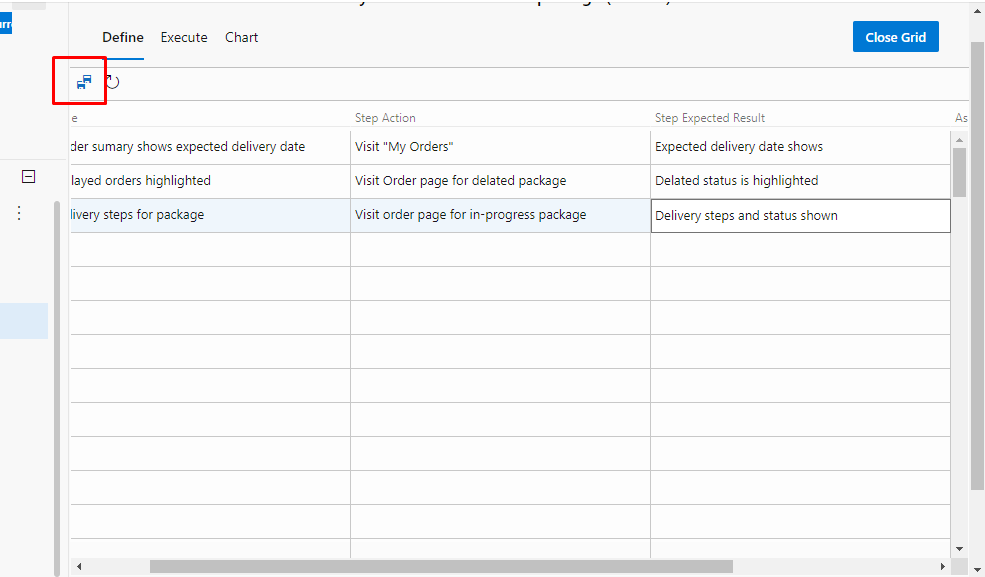 Define Execute Chart
Close Grid
e Step Action Step Expected Result As
der sumary shows expected delivery date Visit "My Orders" Expected delivery date shows
layed orders highlighted Visit Order page for delated package Delated status is highlighted
livery steps for package Visit order page for in-progress package Delivery steps and status shown